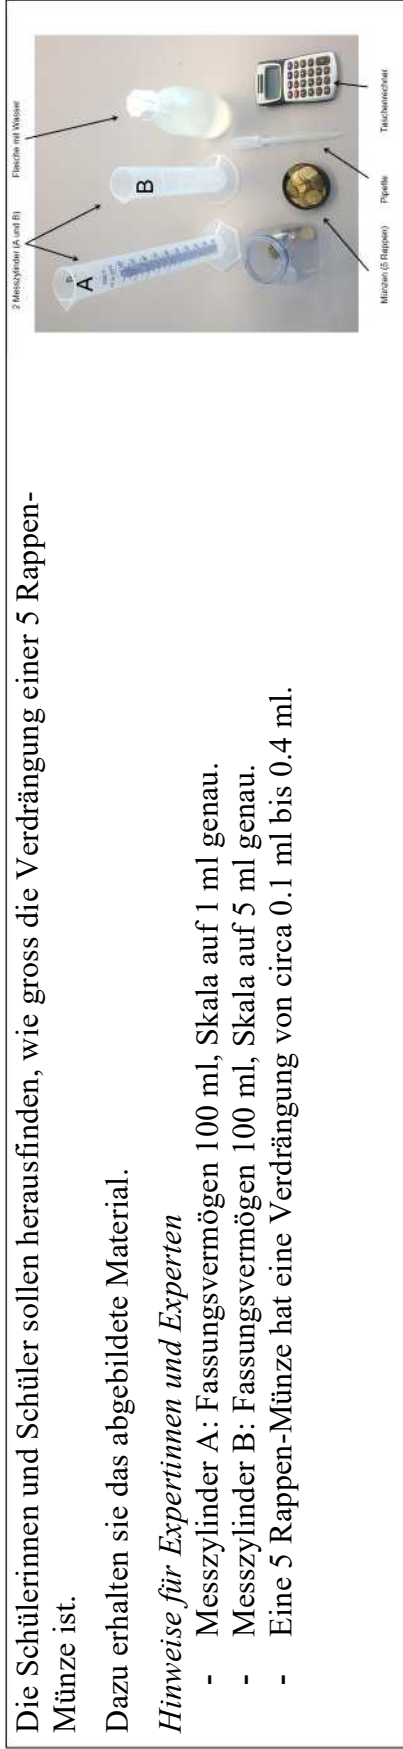 Die Schülerinnen und Schüler sollen herausfinden, wie gross die Verdrängung einer 5 Rappen-
Münze ist.
Dazu erhalten sie das abgebildete Material.
Hinweise für Expertinnen und Experten
- Messzylinder A: Fassungsvermögen 100 ml, Skala auf 1 ml genau.
- Messzylinder B: Fassungsvermögen 100 ml, Skala auf 5 ml genau.
- Eine 5 Rappen-Münze hat eine Verdrängung von circa 0.1 ml bis 0.4 ml.
2 Messzylinder (A und B)
Flasche mit Wasser
A
B
Münzen (5 Rappen)
Pipette
Taschenrechner